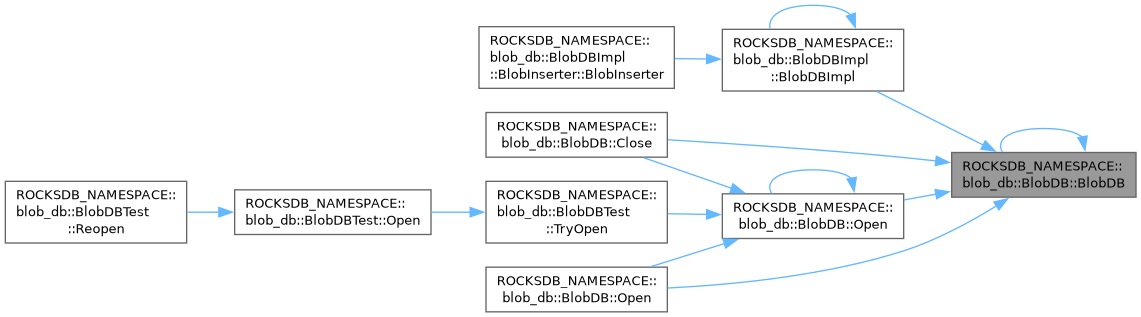 ROCKSDB_NAMESPACE::
blob_db::BlobDBImpl
::BlobInserter::BlobInserter
ROCKSDB_NAMESPACE::
blob_db::BlobDBImpl
::BlobDBImpl
ROCKSDB_NAMESPACE::
blob_db::BlobDB::Close
ROCKSDB_NAMESPACE::
blob_db::BlobDB::BlobDB
ROCKSDB_NAMESPACE::
blob_db::BlobDBTest
::Reopen
ROCKSDB_NAMESPACE::
blob_db::BlobDBTest::Open
ROCKSDB_NAMESPACE::
blob_db::BlobDBTest
::TryOpen
ROCKSDB_NAMESPACE::
blob_db::BlobDB::Open
ROCKSDB_NAMESPACE::
blob_db::BlobDB::Open